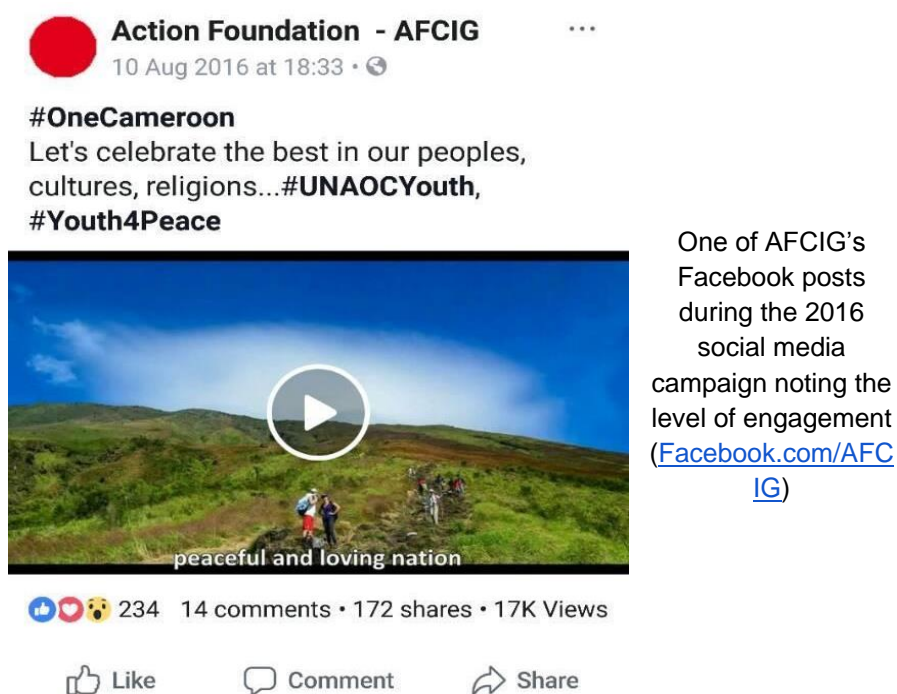 Action Foundation - AFCIG
10 Aug 2016 at 18:33 •
#OneCameroon
Let's celebrate the best in our peoples,
cultures, religions...#UNAOCYouth,
#Youth4Peace
peaceful and loving nation
234 14 comments • 172 shares • 17K Views
Like Comment Share
One of AFCIG’s
Facebook posts
during the 2016
social media
campaign noting the
level of engagement
(Facebook.com/AFC
IG)